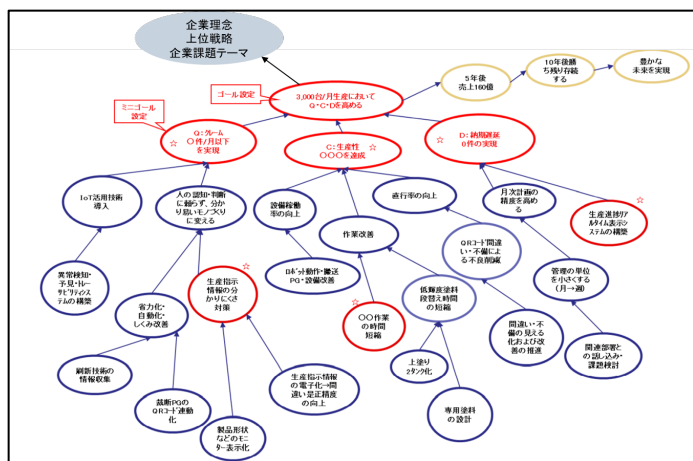 企業理念
上位戦略
企業課題テーマ
ゴール設定
3,000台/月生産において
Q・C・Dを高める
5年後
売上160億
10年後勝
ち残り存続
する
豊かな
未来を実現
ミニゴール
設定
Q:クレーム
〇件/月以下
を実現
☆
C:生産性
〇〇〇を達成
☆
☆
D:納期遅延
0件の実現
IoT活用技術
導入
人の認知・判断
に頼らず、分か
り易いモノづくり
に変える
設備稼働
率の向上
直行率の向上
月次計画の
精度を高め
る
☆
生産進捗リア
ルタイム表示シ
ステムの構築
作業改善
QRコード間違
い・不備によ
る不良削減
異常検知・
予見・トレー
サビリティシス
テムの構築
省力化・
自動化・
しくみ改善
☆
生産指示
情報の分
かりにくさ
対策
ロボット動作・搬送
PG・設備改善
☆
〇〇作業
の時間
短縮
低輝度塗料
段替え時間の
短縮
管理の単位
を小さくする
(月→週)
間違い・不
備の見える
化および改
善の推進
関連部署と
の話し込み・
課題検討
刷新技術の
情報収集
裁断PGの
QRコード連動
化
製品形状
などのモニ
ター表示化
生産指示情報
の電子化→間
違い是正精度
の向上
上塗り
2タンク化
専用塗料
の設計